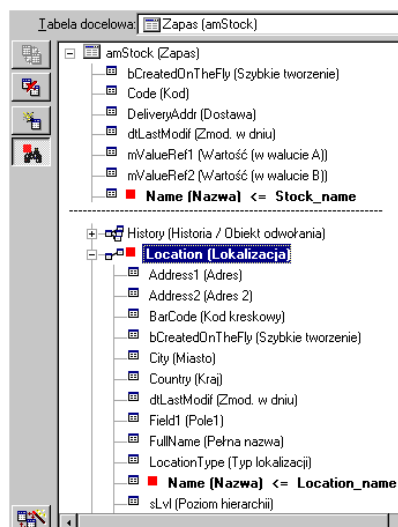 Tabela docelowa: Zapas (amStock)
amStock (Zapas)
bCreatedOnTheFly (Szybkie tworzenie)
Code (Kod)
DeliveryAddr (Dostawa)
dtLastModif (Zmod. w dniu)
mValueRef1 (Wartość (w walucie A))
mValueRef2 (Wartość (w walucie B))
Name (Nazwa) <= Stock_name
History (Historia / Obiekt odwołania)
Location (Lokalizacja)
Address1 (Adres)
Address2 (Adres 2)
BarCode (Kod kreskowy)
bCreatedOnTheFly (Szybkie tworzenie)
City (Miasto)
Country (Kraj)
dtLastModif (Zmod. w dniu)
Field1 (Pole1)
FullName (Pełna nazwa)
LocationType (Typ lokalizacji)
Name (Nazwa) <= Location_name
sLvl (Poziom hierarchii)